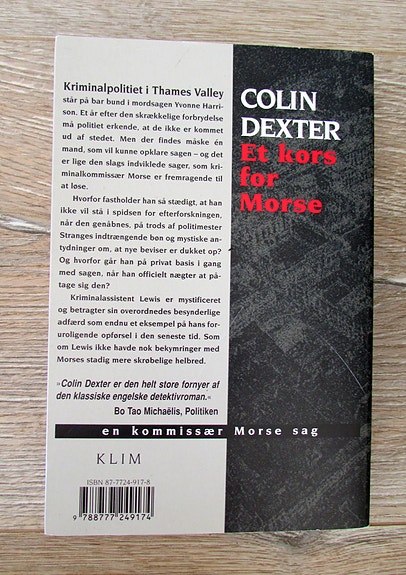 Kriminalpolitiet i Thames Valley
står på bar bund i mordsagen Yvonne Harri-
son. Et år efter den skrækkelige forbrydelse
må politiet erkende, at de ikke er kommet
ud af stedet. Men der findes måske én
mand, som vil kunne opklare sagen – og det
er lige den slags indviklede sager, som kri-
minalkommissær Morse er fremragende til
at løse.
Hvorfor fastholder han så stædigt, at han
ikke vil stå i spidsen for efterforskningen,
når den genåbnes, på trods af politimester
Stranges indtrængende bøn og mystiske an-
tydninger om, at nye beviser er dukket op?
Og hvorfor går han på privat basis i gang
med sagen, når han officielt nægter at på-
tage sig den?
Kriminalassistent Lewis er mystificeret
og betragter sin overordnedes besynderlige
adfærd som endnu et eksempel på hans for-
uroligende opførsel i den seneste tid. Som
om Lewis ikke havde nok bekymringer med
Morses stadig mere skrøbelige helbred.
»Colin Dexter er den helt store fornyer af
den klassiske engelske detektivroman.«
Bo Tao Michaëlis, Politiken
COLIN
DEXTER
Et kors
for
Morse
en kommissær Morse sag
KLIM
ISBN 87-7724-917-8
9 788777 249174